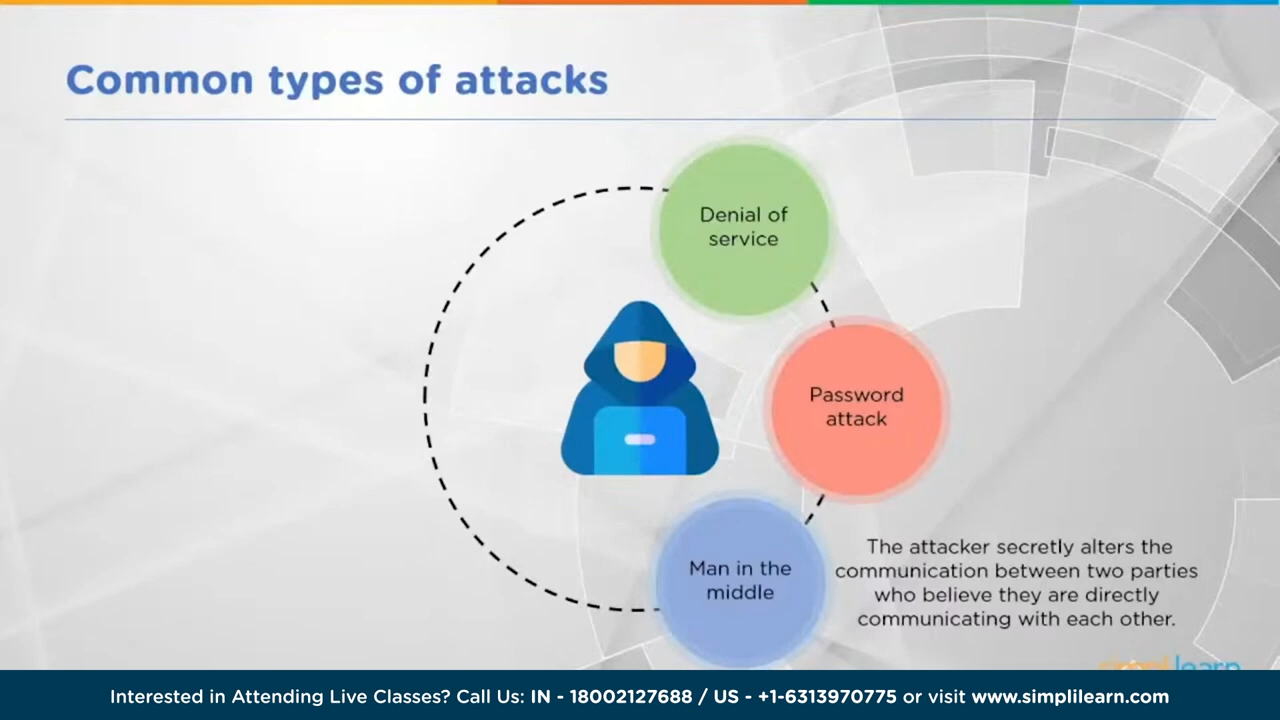 Common types of attacks
Denial of
service
Password
attack
Man in the
middle
The attacker secretly alters the
communication between two parties
who believe they are directly
communicating with each other.
simplilearn
Interested in Attending Live Classes? Call Us: IN - 18002127688 / US - +1-6313970775 or visit www.simplilearn.com